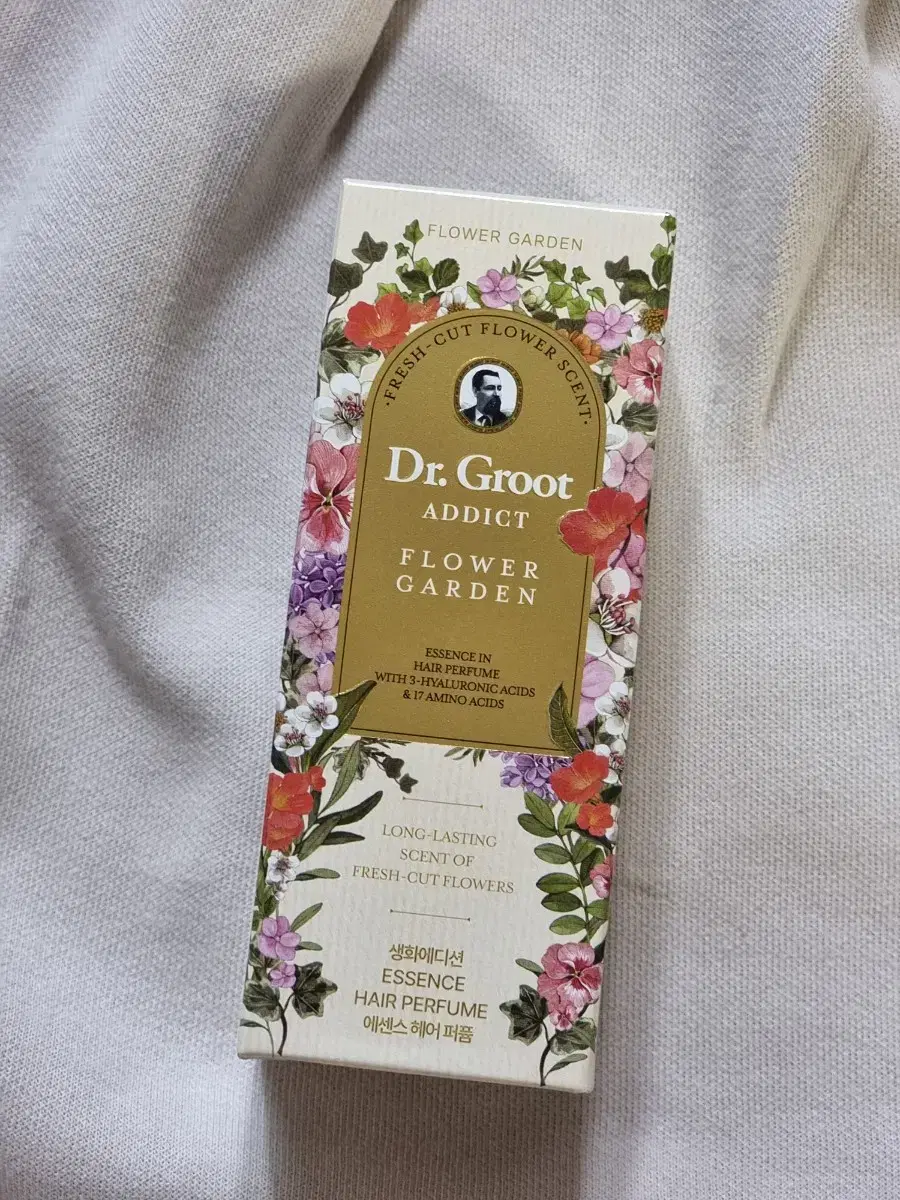 FLOWER GARDEN
·FRESH-CUT FLOWER SCENT·
Dr. Groot
ADDICT
FLOWER
GARDEN
ESSENCE IN
HAIR PERFUME
WITH 3-HYALURONIC ACIDS
& 17 AMINO ACIDS
LONG-LASTING
SCENT OF
FRESH-CUT FLOWERS
생화에디션
ESSENCE
HAIR PERFUME
에센스 헤어 퍼퓸